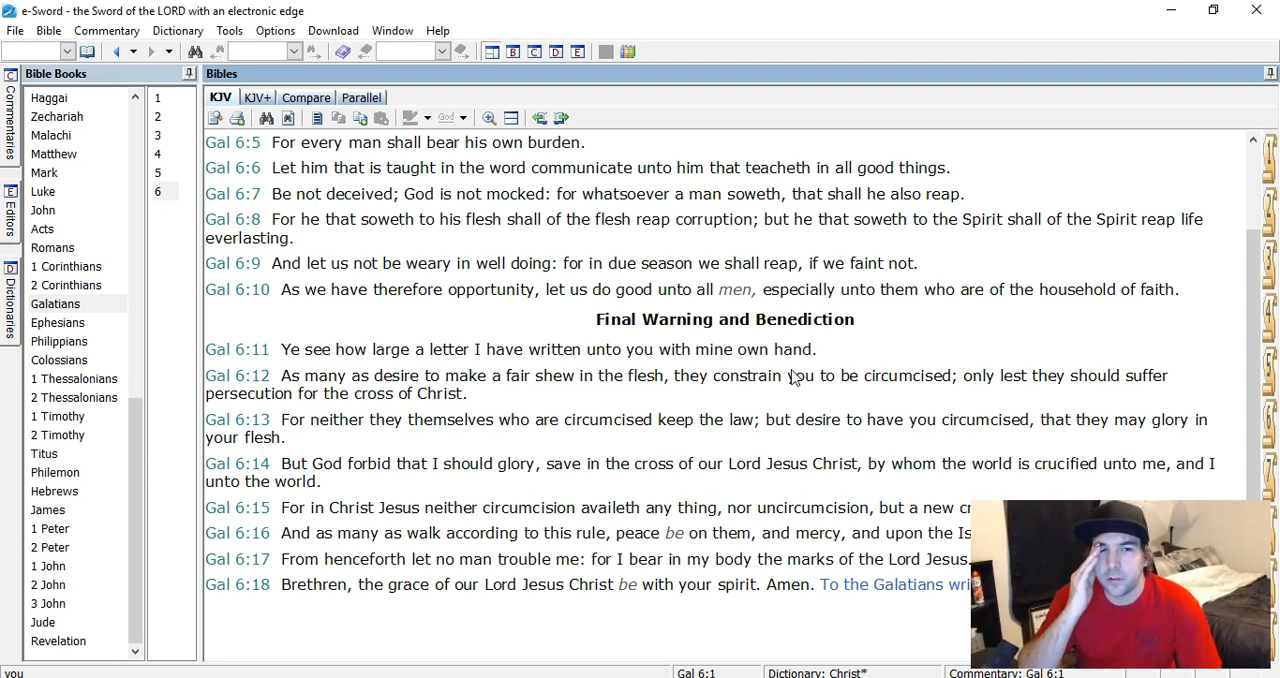 e-Sword - the Sword of the LORD with an electronic edge
File Bible Commentary Dictionary Tools Options Download Window Help
B C D E
C Commentaries
E Editors
D Dictionaries
Bible Books
Haggai
Zechariah
Malachi
Matthew
Mark
Luke
John
Acts
Romans
1 Corinthians
2 Corinthians
Galatians
Ephesians
Philippians
Colossians
1 Thessalonians
2 Thessalonians
1 Timothy
2 Timothy
Titus
Philemon
Hebrews
James
1 Peter
2 Peter
1 John
2 John
3 John
Jude
Revelation
1
2
3
4
5
6
Bibles
KJV KJV+ Compare Parallel
God
Gal 6:5 For every man shall bear his own burden.
Gal 6:6 Let him that is taught in the word communicate unto him that teacheth in all good things.
Gal 6:7 Be not deceived; God is not mocked: for whatsoever a man soweth, that shall he also reap.
Gal 6:8 For he that soweth to his flesh shall of the flesh reap corruption; but he that soweth to the Spirit shall of the Spirit reap life
everlasting.
Gal 6:9 And let us not be weary in well doing: for in due season we shall reap, if we faint not.
Gal 6:10 As we have therefore opportunity, let us do good unto all men, especially unto them who are of the household of faith.
Final Warning and Benediction
Gal 6:11 Ye see how large a letter I have written unto you with mine own hand.
Gal 6:12 As many as desire to make a fair shew in the flesh, they constrain you to be circumcised; only lest they should suffer
persecution for the cross of Christ.
Gal 6:13 For neither they themselves who are circumcised keep the law; but desire to have you circumcised, that they may glory in
your flesh.
Gal 6:14 But God forbid that I should glory, save in the cross of our Lord Jesus Christ, by whom the world is crucified unto me, and I
unto the world.
Gal 6:15 For in Christ Jesus neither circumcision availeth any thing, nor uncircumcision, but a new cr
Gal 6:16 And as many as walk according to this rule, peace be on them, and mercy, and upon the Is
Gal 6:17 From henceforth let no man trouble me: for I bear in my body the marks of the Lord Jesus.
Gal 6:18 Brethren, the grace of our Lord Jesus Christ be with your spirit. Amen. To the Galatians wri
1
2
3
4
5
6
7
you
Gal 6:1
Dictionary: Christ*
Commentary: Gal 6:1